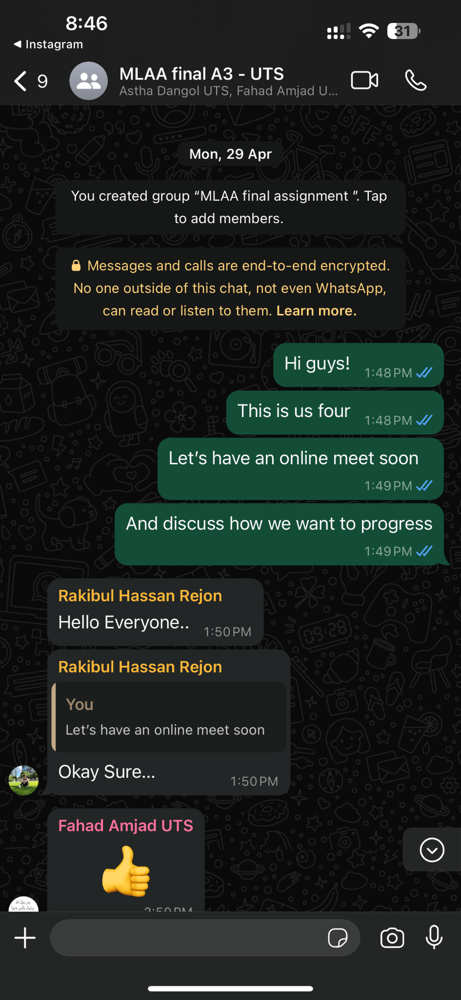 8:46
31
Instagram
9
MLAA final A3 - UTS
Astha Dangol UTS, Fahad Amjad U...
Mon, 29 Apr
You created group “MLAA final assignment ”. Tap
to add members.
Messages and calls are end-to-end encrypted.
No one outside of this chat, not even WhatsApp,
can read or listen to them. Learn more.
Hi guys!
1:48 PM
This is us four
1:48 PM
Let’s have an online meet soon
1:49 PM
And discuss how we want to progress
1:49 PM
Rakibul Hassan Rejon
Hello Everyone..
1:50 PM
Rakibul Hassan Rejon
You
Let’s have an online meet soon
Okay Sure...
1:50 PM
Fahad Amjad UTS
2:50 PM